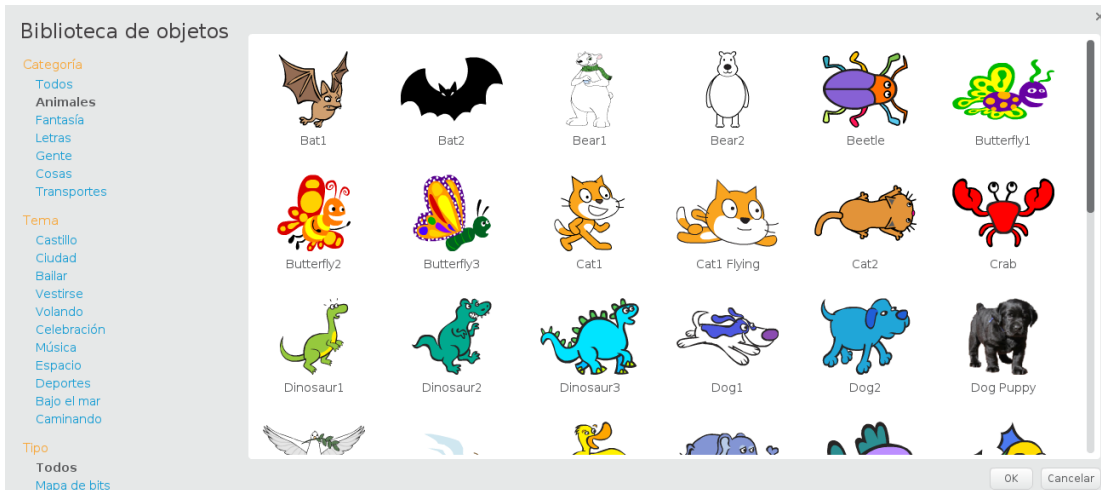 Biblioteca de objetos
Categoría
Todos
Animales
Fantasía
Letras
Gente
Cosas
Transportes
Tema
Castillo
Ciudad
Bailar
Vestirse
Volando
Celebración
Música
Espacio
Deportes
Bajo el mar
Caminando
Tipo
Todos
Mapa de bits
Bat1 Bat2 Bear1 Bear2 Beetle Butterfly1
Butterfly2 Butterfly3 Cat1 Cat1 Flying Cat2 Crab
Dinosaur1 Dinosaur2 Dinosaur3 Dog1 Dog2 Dog Puppy
OK Cancelar